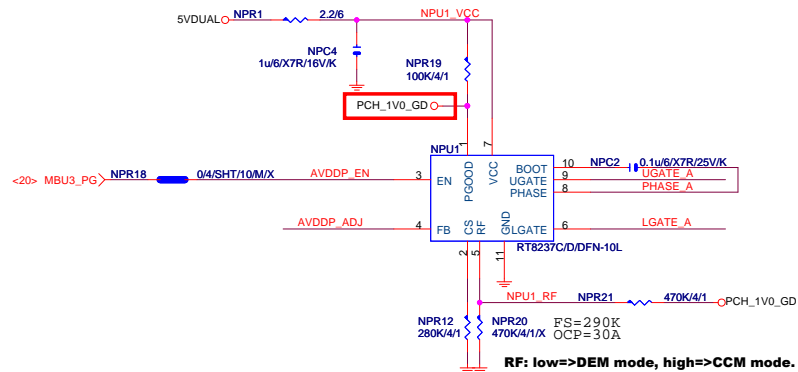 5VDUAL NPR1 2.2/6 NPU1_VCC
NPC4
1u/6/X7R/16V/K
NPR19
100K/4/1
PCH_1V0_GD
1 7
NPU1
PGOOD VCC
<20> MBU3_PG NPR18 0/4/SHT/10/M/X AVDDP_EN 3 EN
BOOT 10 NPC2 0.1u/6/X7R/25V/K
UGATE 9 UGATE_A
PHASE 8 PHASE_A
AVDDP_ADJ 4 FB CS RF GND LGATE 6 LGATE_A
RT8237C/D/DFN-10L
2 5 11
NPU1_RF NPR21 470K/4/1 PCH_1V0_GD
NPR12
280K/4/1
NPR20
470K/4/1/X
FS=290K
OCP=30A
RF: low=>DEM mode, high=>CCM mode.